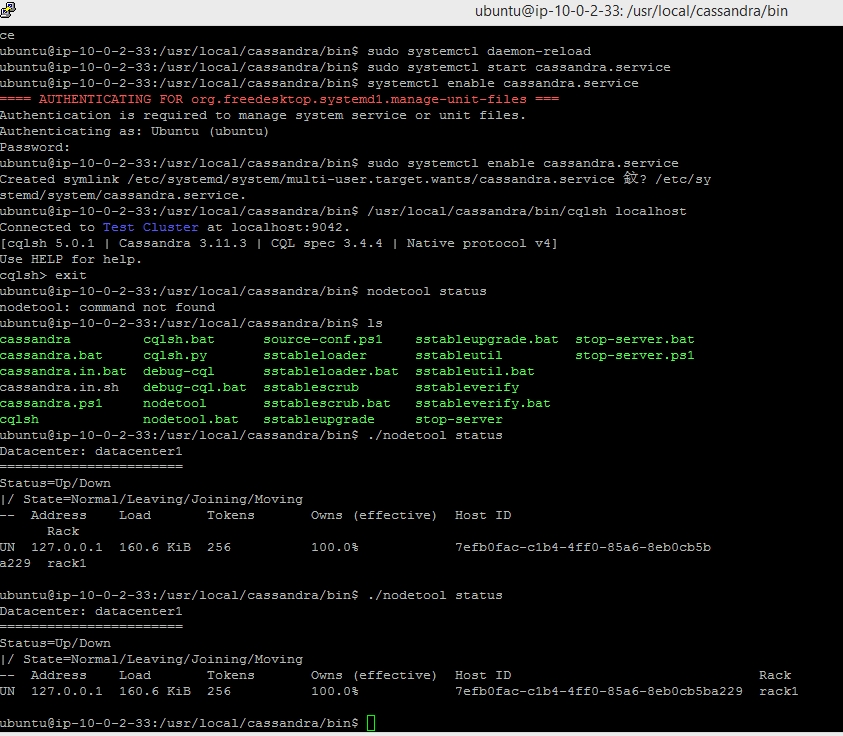 ubuntu@ip-10-0-2-33: /usr/local/cassandra/bin
ce
ubuntu@ip-10-0-2-33:/usr/local/cassandra/bin$ sudo systemctl daemon-reload
ubuntu@ip-10-0-2-33:/usr/local/cassandra/bin$ sudo systemctl start cassandra.service
ubuntu@ip-10-0-2-33:/usr/local/cassandra/bin$ systemctl enable cassandra.service
==== AUTHENTICATING FOR org.freedesktop.systemd1.manage-unit-files ===
Authentication is required to manage system service or unit files.
Authenticating as: Ubuntu (ubuntu)
Password:
ubuntu@ip-10-0-2-33:/usr/local/cassandra/bin$ sudo systemctl enable cassandra.service
Created symlink /etc/systemd/system/multi-user.target.wants/cassandra.service 鈫? /etc/sy
stemd/system/cassandra.service.
ubuntu@ip-10-0-2-33:/usr/local/cassandra/bin$ /usr/local/cassandra/bin/cqlsh localhost
Connected to Test Cluster at localhost:9042.
[cqlsh 5.0.1 | Cassandra 3.11.3 | CQL spec 3.4.4 | Native protocol v4]
Use HELP for help.
cqlsh> exit
ubuntu@ip-10-0-2-33:/usr/local/cassandra/bin$ nodetool status
nodetool: command not found
ubuntu@ip-10-0-2-33:/usr/local/cassandra/bin$ ls
cassandra         cqlsh.bat      source-conf.ps1    sstableupgrade.bat  stop-server.bat
cassandra.bat     cqlsh.py       sstableloader      sstableutil         stop-server.ps1
cassandra.in.bat  debug-cql      sstableloader.bat  sstableutil.bat
cassandra.in.sh   debug-cql.bat  sstablescrub       sstableverify
cassandra.ps1     nodetool       sstablescrub.bat   sstableverify.bat
cqlsh             nodetool.bat   sstableupgrade     stop-server
ubuntu@ip-10-0-2-33:/usr/local/cassandra/bin$ ./nodetool status
Datacenter: datacenter1
=======================
Status=Up/Down
|/ State=Normal/Leaving/Joining/Moving
--  Address    Load       Tokens       Owns (effective)  Host ID
      Rack
UN  127.0.0.1  160.6 KiB  256          100.0%            7efb0fac-c1b4-4ff0-85a6-8eb0cb5b
a229  rack1
ubuntu@ip-10-0-2-33:/usr/local/cassandra/bin$ ./nodetool status
Datacenter: datacenter1
=======================
Status=Up/Down
|/ State=Normal/Leaving/Joining/Moving
--  Address    Load       Tokens       Owns (effective)  Host ID                               Rack
UN  127.0.0.1  160.6 KiB  256          100.0%            7efb0fac-c1b4-4ff0-85a6-8eb0cb5ba229  rack1
ubuntu@ip-10-0-2-33:/usr/local/cassandra/bin$